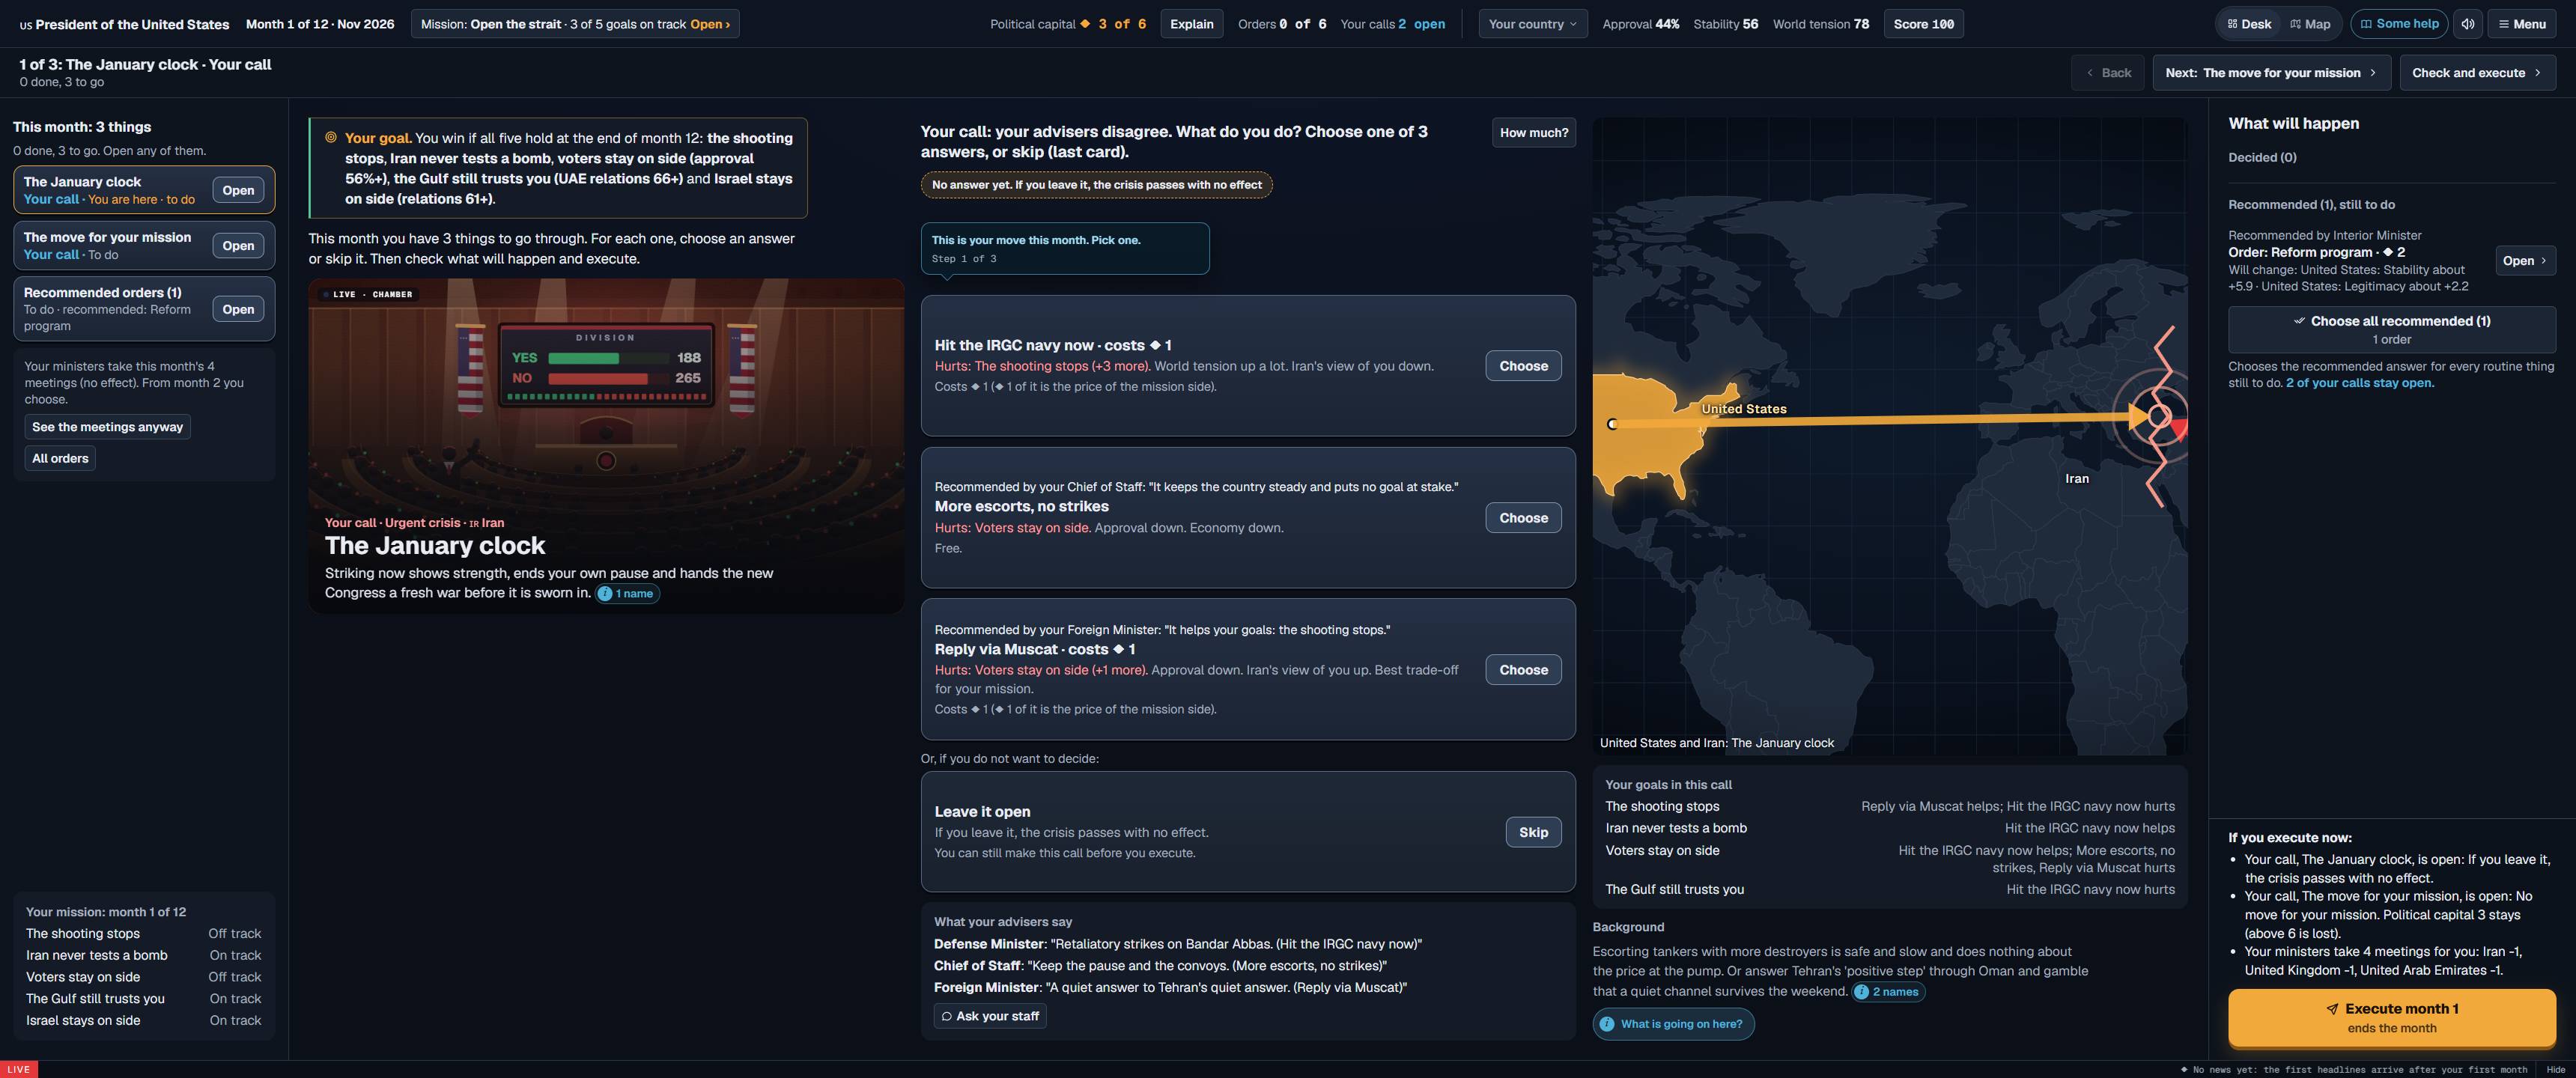 US President of the United States
Month 1 of 12 · Nov 2026
Mission: Open the strait · 3 of 5 goals on track Open ›
Political capital ◆ 3 of 6
Explain
Orders 0 of 6
Your calls 2 open
Your country
Approval 44%
Stability 56
World tension 78
Score 100
Desk
Map
Some help
Menu
1 of 3: The January clock · Your call
0 done, 3 to go
Back
Next: The move for your mission
Check and execute
This month: 3 things
0 done, 3 to go. Open any of them.
The January clock
Your call · You are here · to do
Open
The move for your mission
Your call · To do
Open
Recommended orders (1)
To do · recommended: Reform
program
Open
Your ministers take this month's 4
meetings (no effect). From month 2 you
choose.
See the meetings anyway
All orders
Your mission: month 1 of 12
The shooting stops Off track
Iran never tests a bomb On track
Voters stay on side Off track
The Gulf still trusts you On track
Israel stays on side On track
Your goal. You win if all five hold at the end of month 12: the shooting
stops, Iran never tests a bomb, voters stay on side (approval
56%+), the Gulf still trusts you (UAE relations 66+) and Israel stays
on side (relations 61+).
This month you have 3 things to go through. For each one, choose an answer
or skip it. Then check what will happen and execute.
LIVE · CHAMBER
DIVISION
YES 188
NO 265
Your call · Urgent crisis · IR Iran
The January clock
Striking now shows strength, ends your own pause and hands the new
Congress a fresh war before it is sworn in. i 1 name
Your call: your advisers disagree. What do you do? Choose one of 3
answers, or skip (last card).
How much?
No answer yet. If you leave it, the crisis passes with no effect
This is your move this month. Pick one.
Step 1 of 3
Hit the IRGC navy now · costs ◆ 1
Hurts: The shooting stops (+3 more). World tension up a lot. Iran's view of you down.
Costs ◆ 1 (◆ 1 of it is the price of the mission side).
Choose
Recommended by your Chief of Staff: "It keeps the country steady and puts no goal at stake."
More escorts, no strikes
Hurts: Voters stay on side. Approval down. Economy down.
Free.
Choose
Recommended by your Foreign Minister: "It helps your goals: the shooting stops."
Reply via Muscat · costs ◆ 1
Hurts: Voters stay on side (+1 more). Approval down. Iran's view of you up. Best trade-off
for your mission.
Costs ◆ 1 (◆ 1 of it is the price of the mission side).
Choose
Or, if you do not want to decide:
Leave it open
If you leave it, the crisis passes with no effect.
You can still make this call before you execute.
Skip
What your advisers say
Defense Minister: "Retaliatory strikes on Bandar Abbas. (Hit the IRGC navy now)"
Chief of Staff: "Keep the pause and the convoys. (More escorts, no strikes)"
Foreign Minister: "A quiet answer to Tehran's quiet answer. (Reply via Muscat)"
Ask your staff
United States
Iran
United States and Iran: The January clock
Your goals in this call
The shooting stops Reply via Muscat helps; Hit the IRGC navy now hurts
Iran never tests a bomb Hit the IRGC navy now helps
Voters stay on side Hit the IRGC navy now helps; More escorts, no
strikes, Reply via Muscat hurts
The Gulf still trusts you Hit the IRGC navy now hurts
Background
Escorting tankers with more destroyers is safe and slow and does nothing about
the price at the pump. Or answer Tehran's 'positive step' through Oman and gamble
that a quiet channel survives the weekend. i 2 names
i What is going on here?
What will happen
Decided (0)
Recommended (1), still to do
Recommended by Interior Minister
Order: Reform program · ◆ 2
Will change: United States: Stability about
+5.9 · United States: Legitimacy about +2.2
Open ›
Choose all recommended (1)
1 order
Chooses the recommended answer for every routine thing
still to do. 2 of your calls stay open.
If you execute now:
• Your call, The January clock, is open: If you leave it,
the crisis passes with no effect.
• Your call, The move for your mission, is open: No
move for your mission. Political capital 3 stays
(above 6 is lost).
• Your ministers take 4 meetings for you: Iran -1,
United Kingdom -1, United Arab Emirates -1.
Execute month 1
ends the month
LIVE
◆ No news yet: the first headlines arrive after your first month
Hide